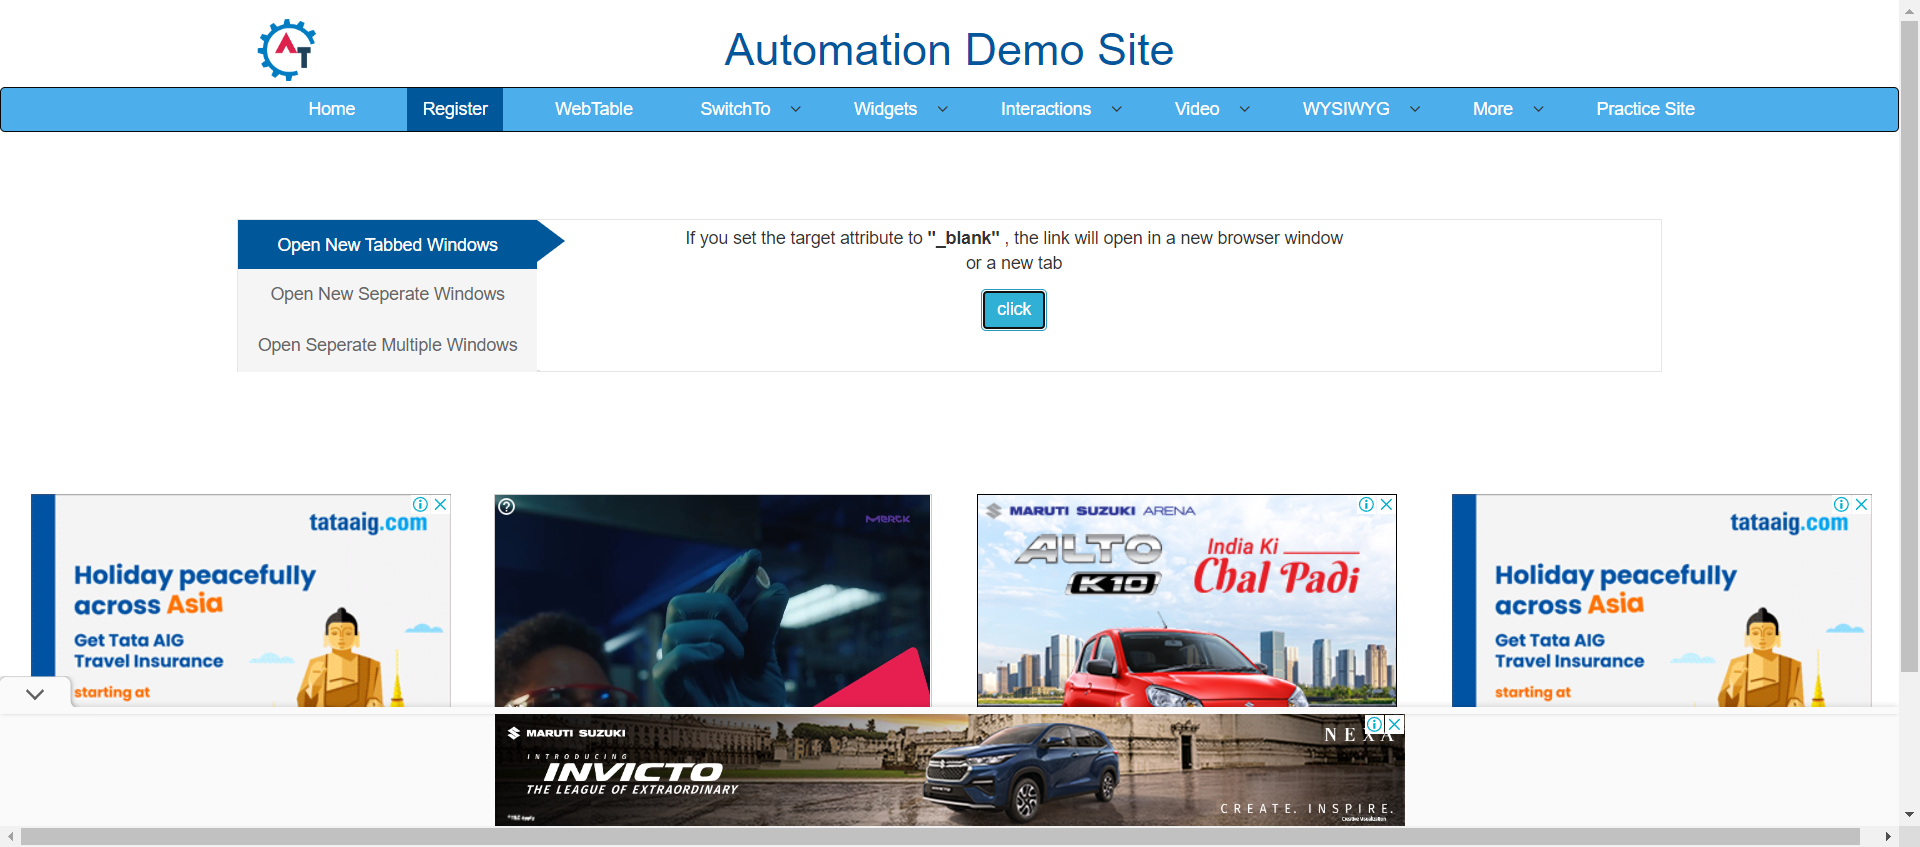 AT
Automation Demo Site
Home Register WebTable SwitchTo Widgets Interactions Video WYSIWYG More Practice Site
Open New Tabbed Windows
Open New Seperate Windows
Open Seperate Multiple Windows
If you set the target attribute to "_blank" , the link will open in a new browser window
or a new tab
click
tataaig.com
Holiday peacefully
across Asia
Get Tata AIG
Travel Insurance
starting at
MERCK
MARUTI SUZUKI ARENA
ALTO
K10
India Ki
Chal Padi
tataaig.com
Holiday peacefully
across Asia
Get Tata AIG
Travel Insurance
starting at
MARUTI SUZUKI
INTRODUCING
INVICTO
THE LEAGUE OF EXTRAORDINARY
*T&C Apply
NEXA
CREATE. INSPIRE.
Creative visualization.